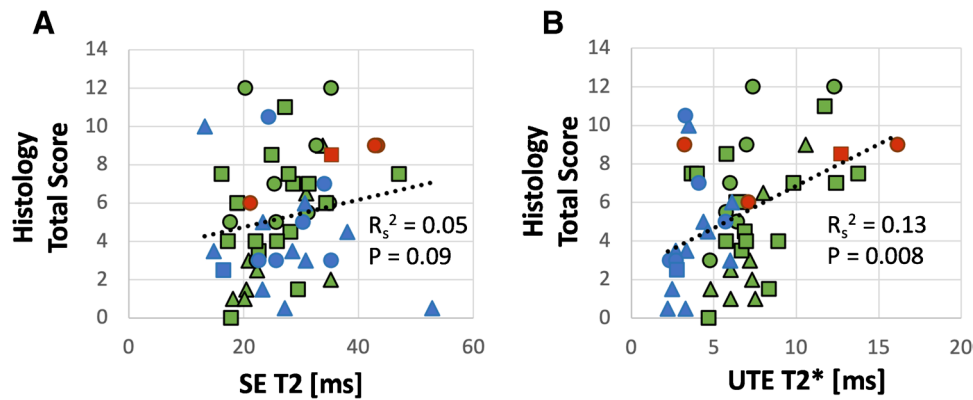 A
Histology
Total Score
14
12
10
8
6
4
2
0
0
20
40
60
SE T2 [ms]
Rs² = 0.05
P = 0.09
B
Histology
Total Score
14
12
10
8
6
4
2
0
0
5
10
15
20
UTE T2* [ms]
Rs² = 0.13
P = 0.008